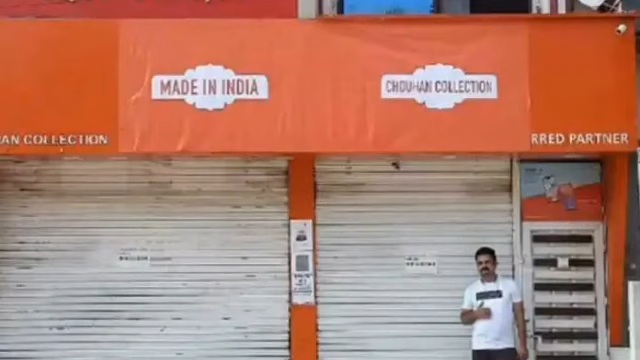 MADE IN INDIA
CHOUHAN COLLECTION
AN COLLECTION
RRED PARTNER